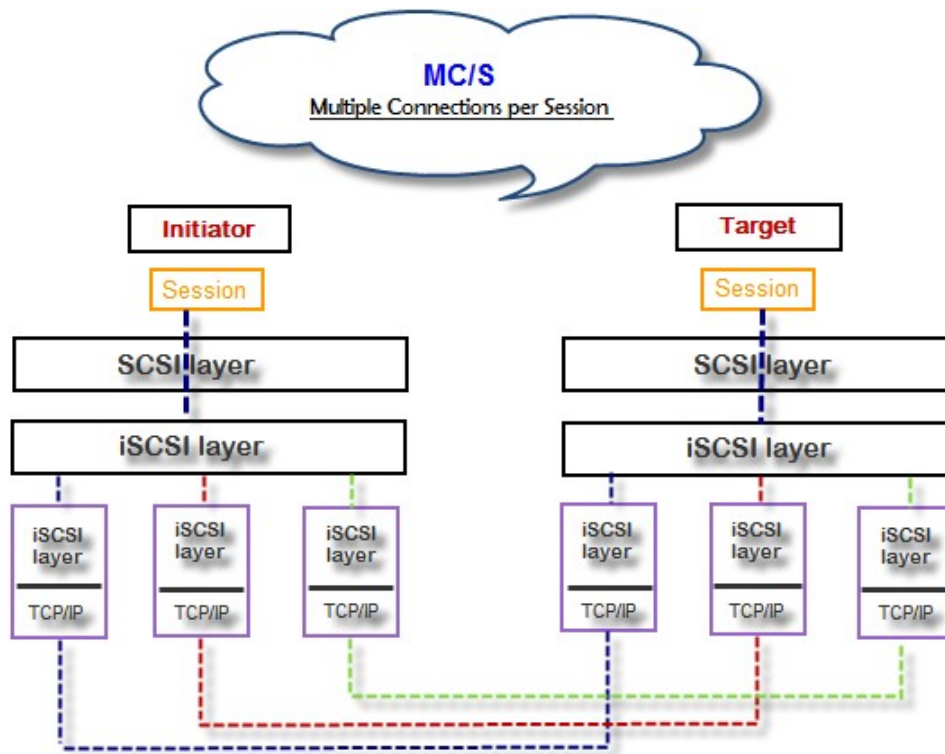 MC/S
Multiple Connections per Session
Initiator
Target
Session
Session
SCSI layer
SCSI layer
iSCSI layer
iSCSI layer
iSCSI
layer
TCP/IP
iSCSI
layer
TCP/IP
iSCSI
layer
TCP/IP
iSCSI
layer
TCP/IP
iSCSI
layer
TCP/IP
iSCSI
layer
TCP/IP